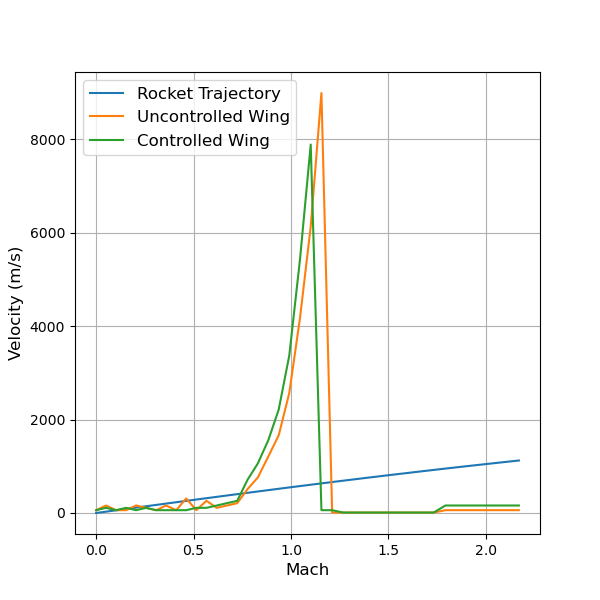 Rocket Trajectory
Uncontrolled Wing
Controlled Wing
8000
6000
4000
2000
0
0.0 0.5 1.0 1.5 2.0
Mach
Velocity (m/s)